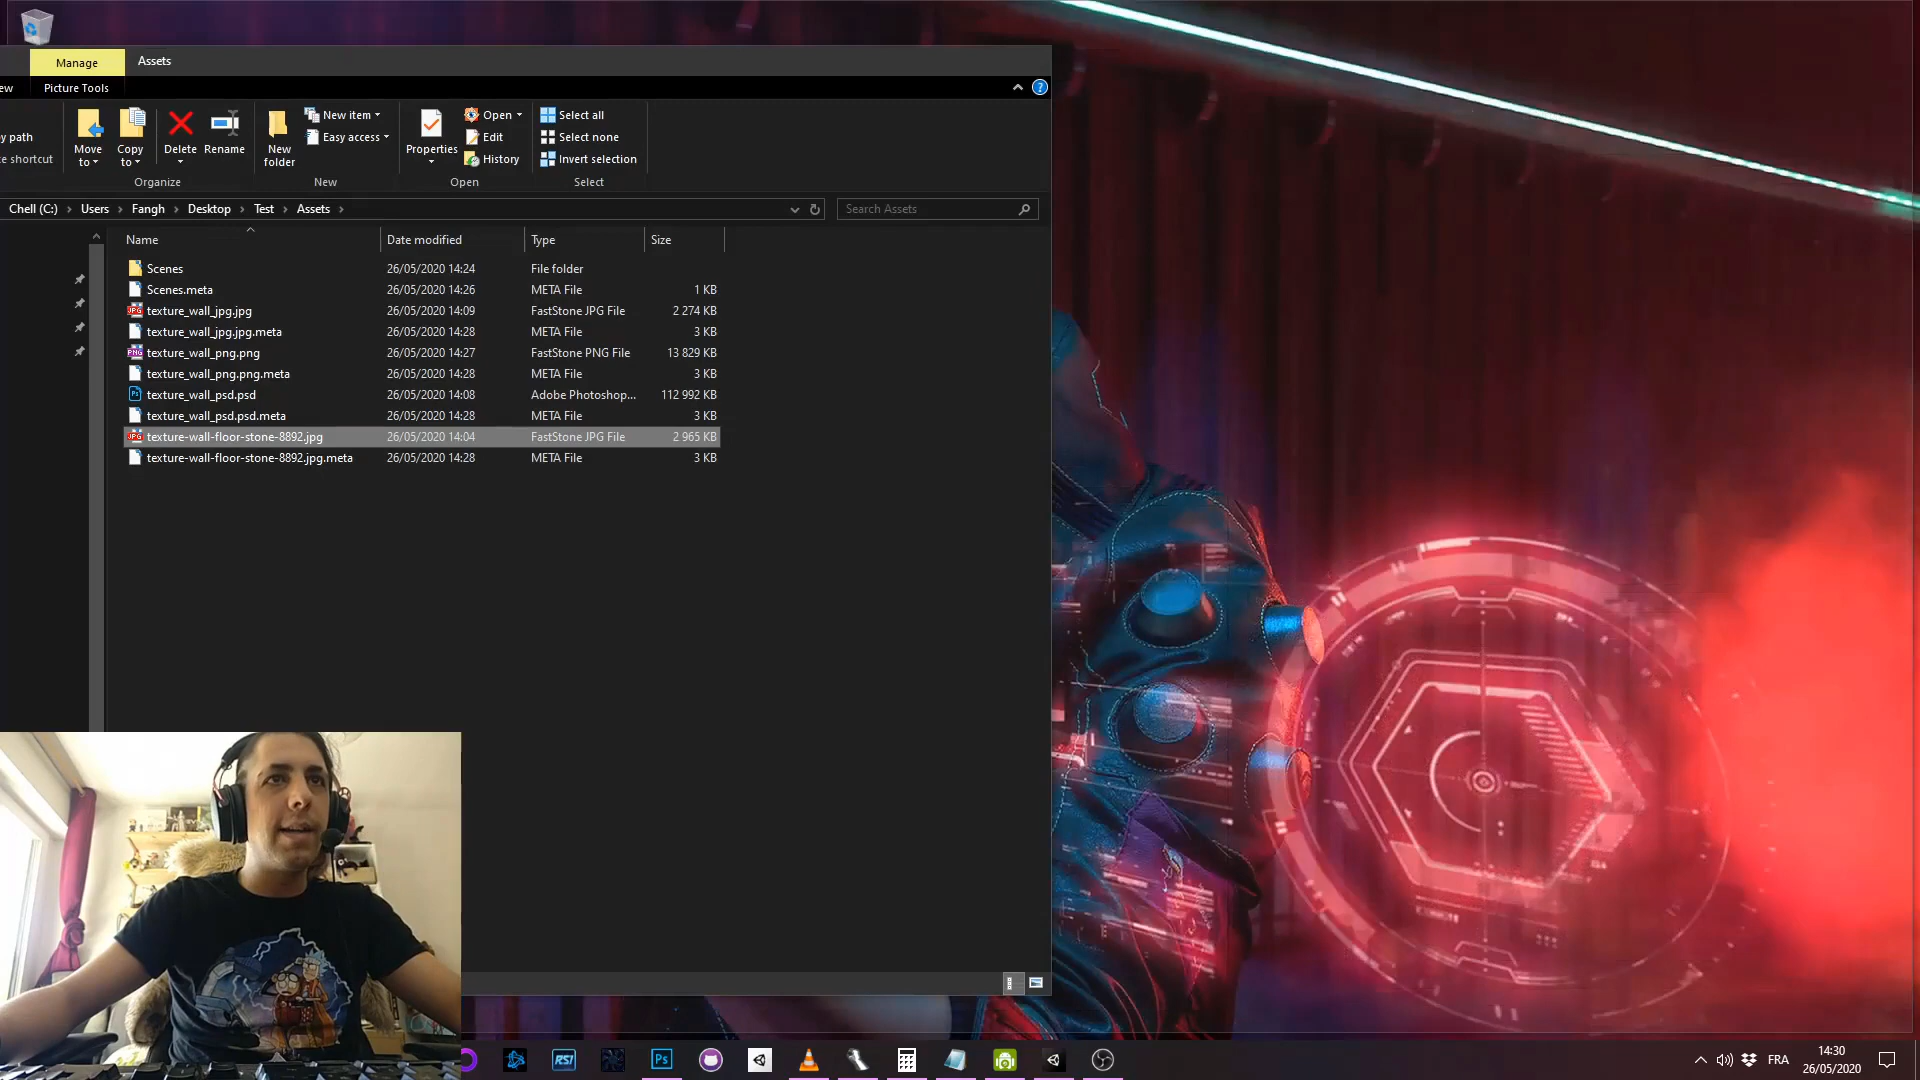 Manage
Assets
ew
Picture Tools
y path
e shortcut
Move to
Copy to
Delete
Rename
Organize
New folder
New item
Easy access
New
Properties
Open
Edit
History
Open
Select all
Select none
Invert selection
Select
Chell (C:) › Users › Fangh › Desktop › Test › Assets ›
Search Assets
Name Date modified Type Size
Scenes 26/05/2020 14:24 File folder
Scenes.meta 26/05/2020 14:26 META File 1 KB
texture_wall_jpg.jpg 26/05/2020 14:09 FastStone JPG File 2 274 KB
texture_wall_jpg.jpg.meta 26/05/2020 14:28 META File 3 KB
texture_wall_png.png 26/05/2020 14:27 FastStone PNG File 13 829 KB
texture_wall_png.png.meta 26/05/2020 14:28 META File 3 KB
texture_wall_psd.psd 26/05/2020 14:08 Adobe Photoshop... 112 992 KB
texture_wall_psd.psd.meta 26/05/2020 14:28 META File 3 KB
texture-wall-floor-stone-8892.jpg 26/05/2020 14:04 FastStone JPG File 2 965 KB
texture-wall-floor-stone-8892.jpg.meta 26/05/2020 14:28 META File 3 KB
RSI
Ps
FRA
14:30
26/05/2020